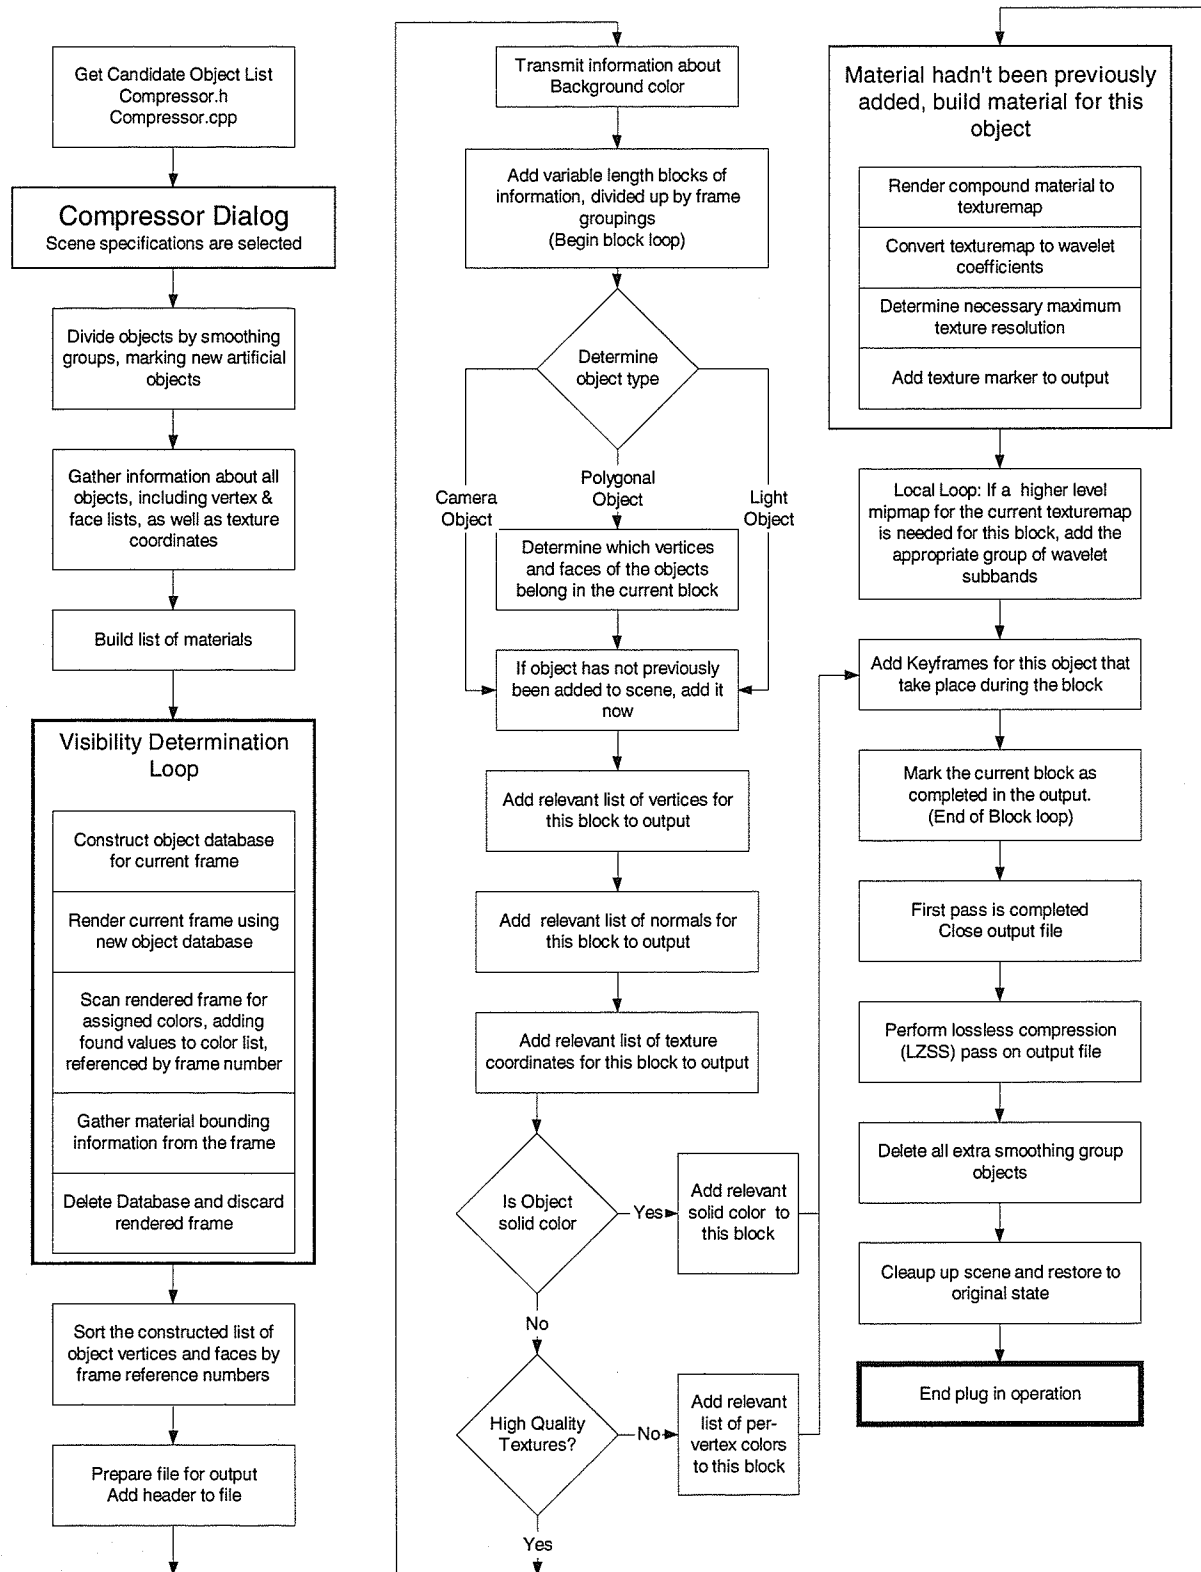 Get Candidate Object List
Compressor.h
Compressor.cpp
Compressor Dialog
Scene specifications are selected
Divide objects by smoothing
groups, marking new artificial
objects
Gather information about all
objects, including vertex &
face lists, as well as texture
coordinates
Build list of materials
Visibility Determination
Loop
Construct object database
for current frame
Render current frame using
new object database
Scan rendered frame for
assigned colors, adding
found values to color list,
referenced by frame number
Gather material bounding
information from the frame
Delete Database and discard
rendered frame
Sort the constructed list of
object vertices and faces by
frame reference numbers
Prepare file for output
Add header to file
Transmit information about
Background color
Add variable length blocks of
information, divided up by frame
groupings
(Begin block loop)
Determine
object type
Camera
Object
Polygonal
Object
Light
Object
Determine which vertices
and faces of the objects
belong in the current block
If object has not previously
been added to scene, add it
now
Add relevant list of vertices for
this block to output
Add relevant list of normals for
this block to output
Add relevant list of texture
coordinates for this block to output
Is Object
solid color
Yes
Add relevant
solid color to
this block
No
High Quality
Textures?
No
Add relevant
list of per-
vertex colors
to this block
Yes
Material hadn't been previously
added, build material for this
object
Render compound material to
texturemap
Convert texturemap to wavelet
coefficients
Determine necessary maximum
texture resolution
Add texture marker to output
Local Loop: If a higher level
mipmap for the current texturemap
is needed for this block, add the
appropriate group of wavelet
subbands
Add Keyframes for this object that
take place during the block
Mark the current block as
completed in the output.
(End of Block loop)
First pass is completed
Close output file
Perform lossless compression
(LZSS) pass on output file
Delete all extra smoothing group
objects
Cleaup up scene and restore to
original state
End plug in operation